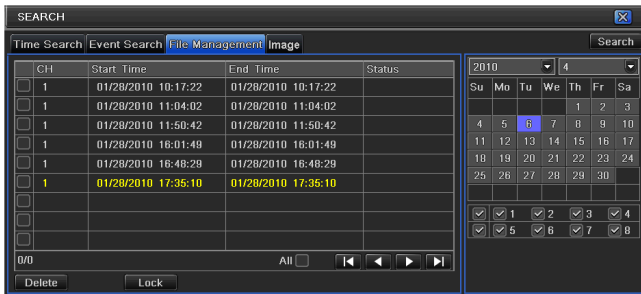 SEARCH
Time Search Event Search File Management Image Search
CH Start Time End Time Status
1 01/28/2010 10:17:22 01/28/2010 10:17:22
1 01/28/2010 11:04:02 01/28/2010 11:04:02
1 01/28/2010 11:50:42 01/28/2010 11:50:42
1 01/28/2010 16:01:49 01/28/2010 16:01:49
1 01/28/2010 16:48:29 01/28/2010 16:48:29
1 01/28/2010 17:35:10 01/28/2010 17:35:10
0/0 All
Delete Lock
2010 4
Su Mo Tu We Th Fr Sa
1 2 3
4 5 6 7 8 9 10
11 12 13 14 15 16 17
18 19 20 21 22 23 24
25 26 27 28 29 30
1 2 3 4
5 6 7 8